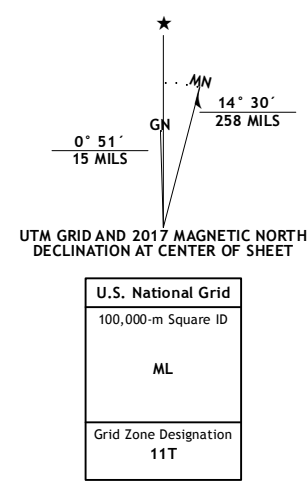 ★
MN
GN
14° 30´
258 MILS
0° 51´
15 MILS
UTM GRID AND 2017 MAGNETIC NORTH
DECLINATION AT CENTER OF SHEET
U.S. National Grid
100,000-m Square ID
ML
Grid Zone Designation
11T